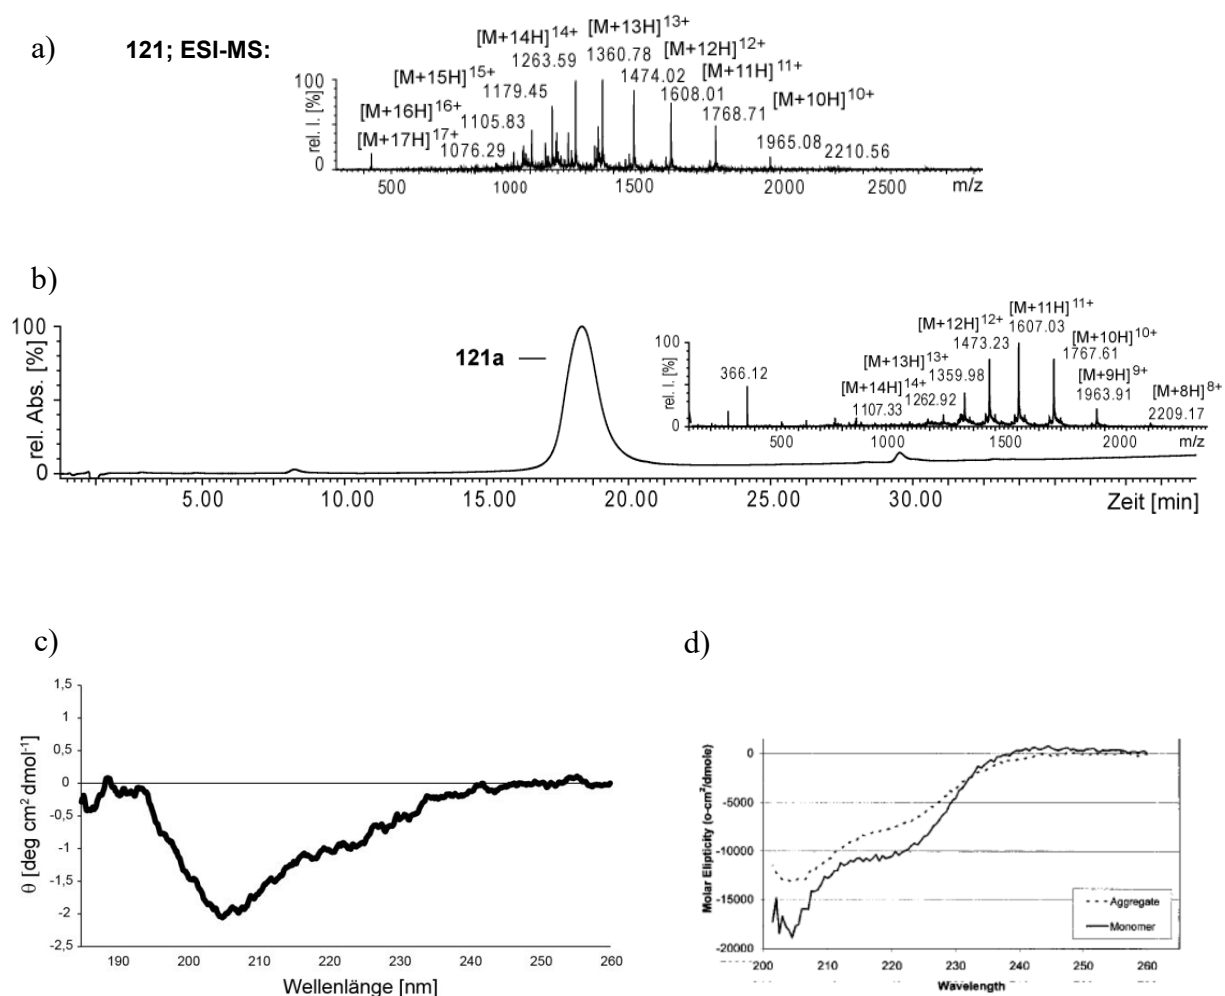 a)
121; ESI-MS:
[M+17H]17+
[M+16H]16+
[M+15H]15+
[M+14H]14+
[M+13H]13+
[M+12H]12+
[M+11H]11+
[M+10H]10+
1076.29
1105.83
1179.45
1263.59
1360.78
1474.02
1608.01
1768.71
1965.08
2210.56
rel. I. [%]
100
0
500 1000 1500 2000 2500 m/z
b)
rel. Abs. [%]
100
0
121a
5.00 10.00 15.00 20.00 25.00 30.00 Zeit [min]
rel. I. [%]
100
0
366.12
[M+14H]14+
1107.33
[M+13H]13+
1262.92
[M+12H]12+
1359.98
1473.23
[M+11H]11+
1607.03
[M+10H]10+
1767.61
[M+9H]9+
1963.91
[M+8H]8+
2209.17
500 1000 1500 2000 m/z
c)
θ [deg cm2 dmol-1]
1,5
1
0,5
0
-0,5
-1
-1,5
-2
-2,5
190 200 210 220 230 240 250 260
Wellenlänge [nm]
d)
Molar Elipticity (o-cm2/dmole)
0
-5000
-10000
-15000
-20000
Aggregate
Monomer
200 210 220 230 240 250 260
Wavelength